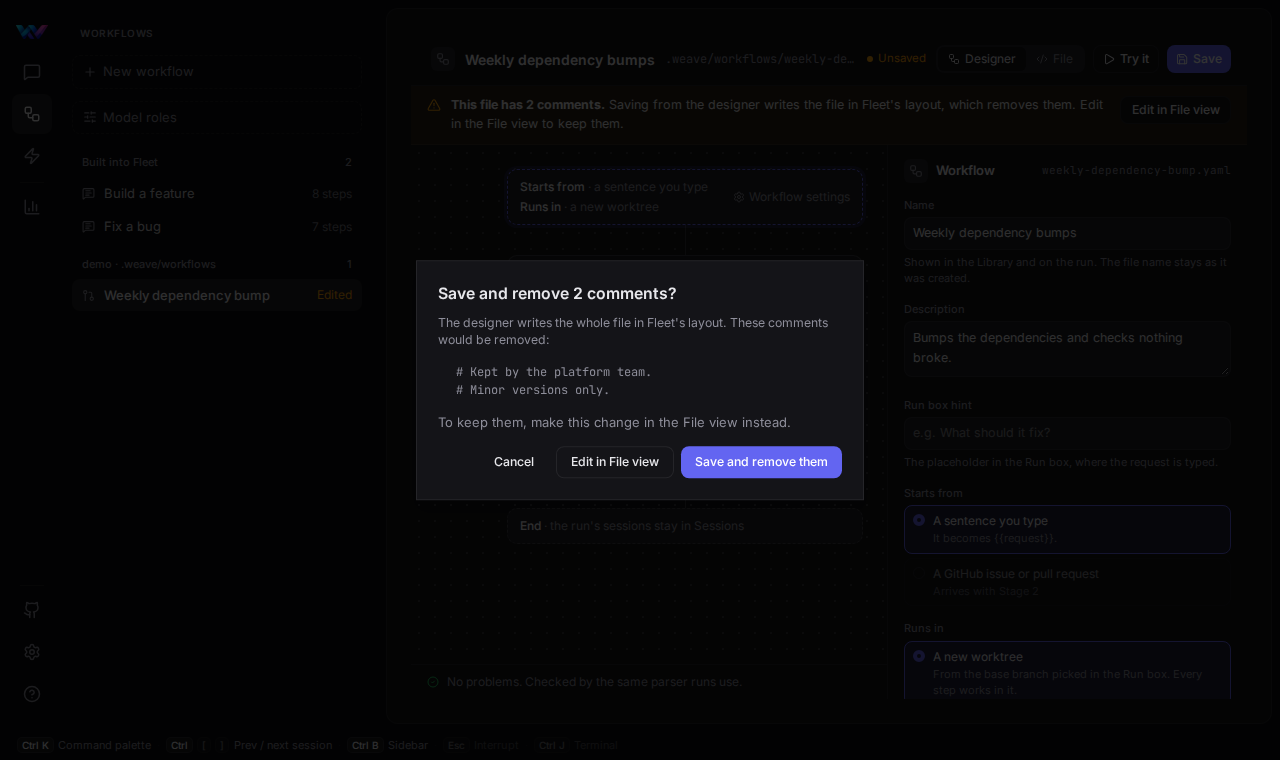 WORKFLOWS
New workflow
Model roles
Built into Fleet 2
Build a feature 8 steps
Fix a bug 7 steps
demo · .weave/workflows 1
Weekly dependency bump Edited
Weekly dependency bumps .weave/workflows/weekly-de… Unsaved Designer File Try it Save
This file has 2 comments. Saving from the designer writes the file in Fleet's layout, which removes them. Edit
in the File view to keep them.
Edit in File view
Starts from · a sentence you type
Runs in · a new worktree
Workflow settings
Save and remove 2 comments?
The designer writes the whole file in Fleet's layout. These comments
would be removed:
# Kept by the platform team.
# Minor versions only.
To keep them, make this change in the File view instead.
Cancel Edit in File view Save and remove them
End · the run's sessions stay in Sessions
No problems. Checked by the same parser runs use.
Workflow weekly-dependency-bump.yaml
Name
Weekly dependency bumps
Shown in the Library and on the run. The file name stays as it
was created.
Description
Bumps the dependencies and checks nothing
broke.
Run box hint
e.g. What should it fix?
The placeholder in the Run box, where the request is typed.
Starts from
A sentence you type
It becomes {{request}}.
A GitHub issue or pull request
Arrives with Stage 2
Runs in
A new worktree
From the base branch picked in the Run box. Every
step works in it.
Ctrl K Command palette Ctrl [ ] Prev / next session Ctrl B Sidebar Esc Interrupt Ctrl J Terminal